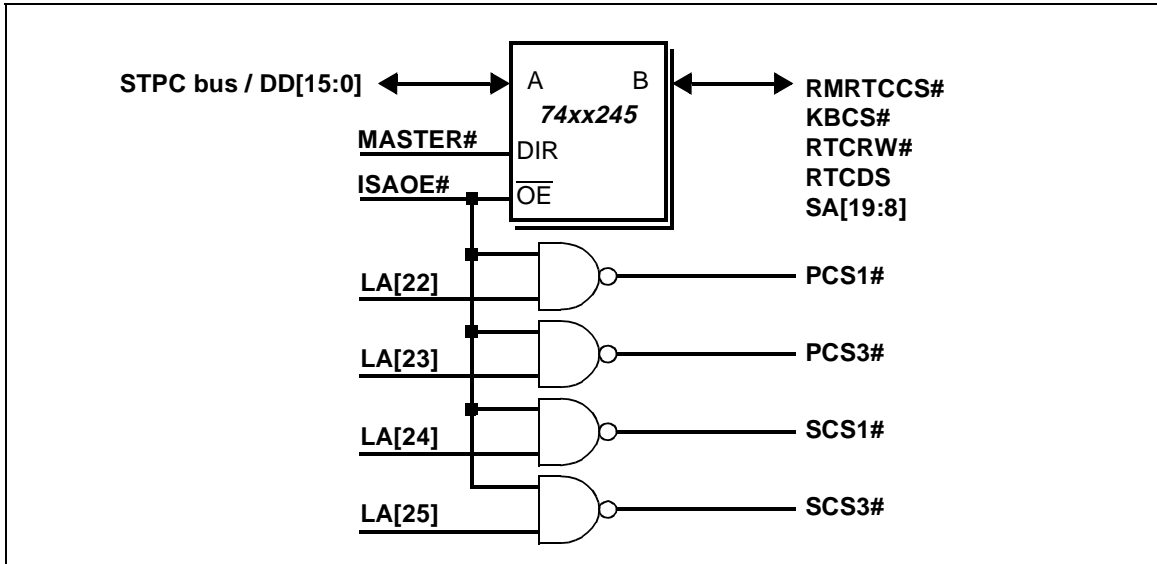 STPC bus / DD[15:0]
A
B
74xx245
RMRTCCS#
KBCS#
RTCRW#
RTCDS
SA[19:8]
MASTER#
DIR
ISAOE#
OE
LA[22]
PCS1#
LA[23]
PCS3#
LA[24]
SCS1#
LA[25]
SCS3#